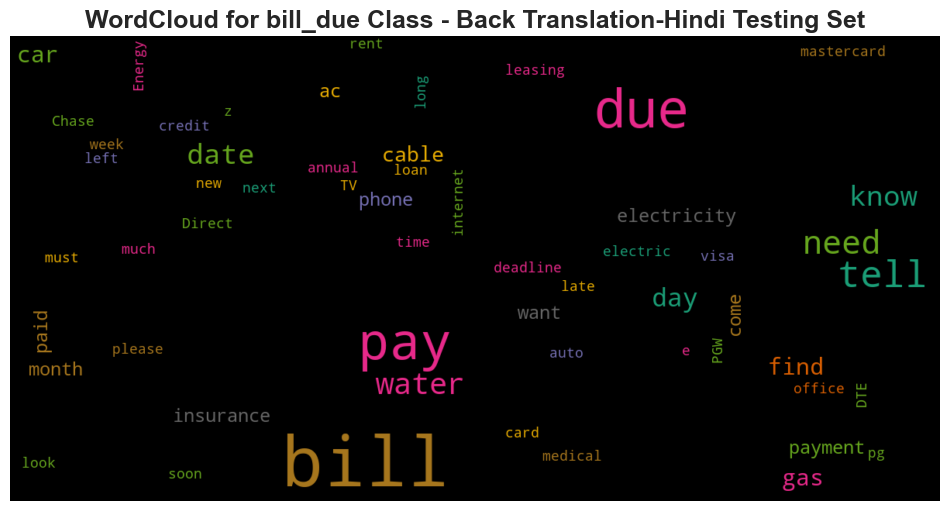 WordCloud for bill_due Class - Back Translation-Hindi Testing Set
car
Energy
rent
mastercard
leasing
ac
long
due
Chase
z
credit
week
left
date
cable
annual
loan
new
next
TV
phone
internet
know
Direct
electricity
much
time
need
must
electric
visa
deadline
tell
late
day
want
come
paid
pay
please
auto
e
PGW
month
water
find
office
DTE
insurance
card
bill
payment
pg
medical
look
soon
gas